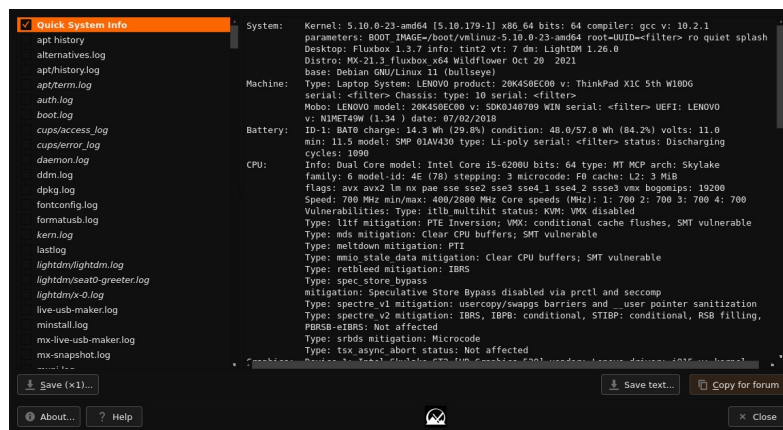 Quick System Info
apt history
alternatives.log
apt/history.log
apt/term.log
auth.log
boot.log
cups/access_log
cups/error_log
daemon.log
ddm.log
dpkg.log
fontconfig.log
formatusb.log
kern.log
lastlog
lightdm/lightdm.log
lightdm/seat0-greeter.log
lightdm/x-0.log
live-usb-maker.log
minstall.log
mx-live-usb-maker.log
mx-snapshot.log
System: Kernel: 5.10.0-23-amd64 [5.10.179-1] x86_64 bits: 64 compiler: gcc v: 10.2.1
parameters: BOOT_IMAGE=/boot/vmlinuz-5.10.0-23-amd64 root=UUID=<filter> ro quiet splash
Desktop: Fluxbox 1.3.7 info: tint2 vt: 7 dm: LightDM 1.26.0
Distro: MX-21.3_fluxbox_x64 Wildflower Oct 20 2021
base: Debian GNU/Linux 11 (bullseye)
Machine: Type: Laptop System: LENOVO product: 20K4S0EC00 v: ThinkPad X1C 5th W10DG
serial: <filter> Chassis: type: 10 serial: <filter>
Mobo: LENOVO model: 20K4S0EC00 v: SDK0J40709 WIN serial: <filter> UEFI: LENOVO
v: N1MET49W (1.34 ) date: 07/02/2018
Battery: ID-1: BAT0 charge: 14.3 Wh (29.8%) condition: 48.0/57.0 Wh (84.2%) volts: 11.0
min: 11.5 model: SMP 01AV430 type: Li-poly serial: <filter> status: Discharging
cycles: 1090
CPU: Info: Dual Core model: Intel Core i5-6200U bits: 64 type: MT MCP arch: Skylake
family: 6 model-id: 4E (78) stepping: 3 microcode: F0 cache: L2: 3 MiB
flags: avx avx2 lm nx pae sse sse2 sse3 sse4_1 sse4_2 ssse3 vmx bogomips: 19200
Speed: 700 MHz min/max: 400/2800 MHz Core speeds (MHz): 1: 700 2: 700 3: 700 4: 700
Vulnerabilities: Type: itlb_multihit status: KVM: VMX disabled
Type: l1tf mitigation: PTE Inversion; VMX: conditional cache flushes, SMT vulnerable
Type: mds mitigation: Clear CPU buffers; SMT vulnerable
Type: meltdown mitigation: PTI
Type: mmio_stale_data mitigation: Clear CPU buffers; SMT vulnerable
Type: retbleed mitigation: IBRS
Type: spec_store_bypass
mitigation: Speculative Store Bypass disabled via prctl and seccomp
Type: spectre_v1 mitigation: usercopy/swapgs barriers and __user pointer sanitization
Type: spectre_v2 mitigation: IBRS, IBPB: conditional, STIBP: conditional, RSB filling,
PBRSB-eIBRS: Not affected
Type: srbds mitigation: Microcode
Type: tsx_async_abort status: Not affected
Save (×1)...
Save text...
Copy for forum
About...
? Help
× Close